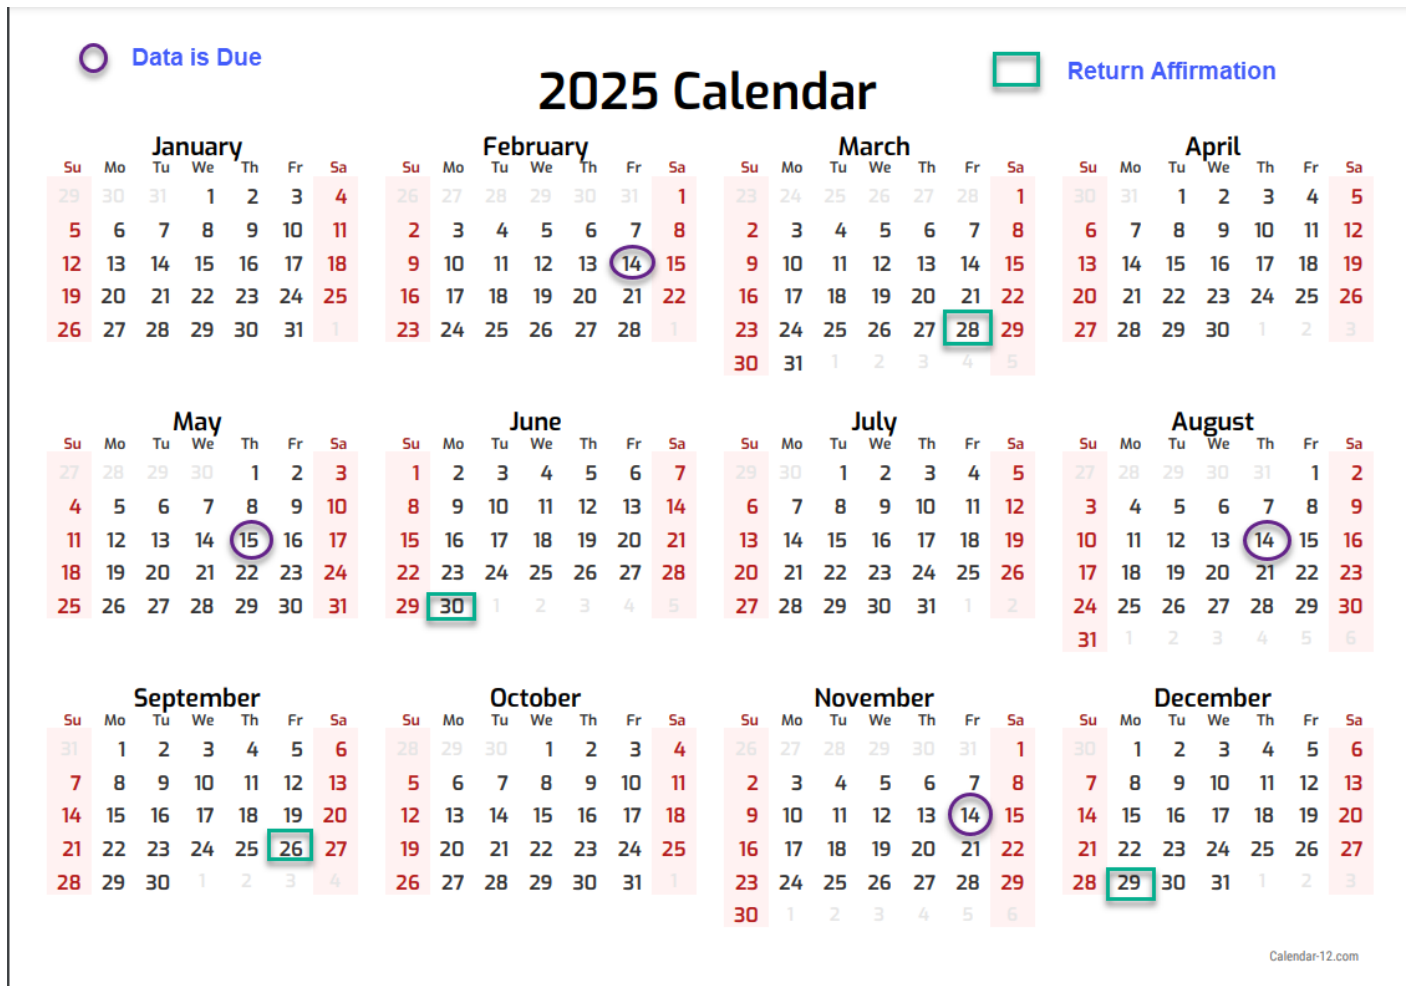 Data is Due
Return Affirmation
2025 Calendar
January February March April
Su Mo Tu We Th Fr Sa Su Mo Tu We Th Fr Sa Su Mo Tu We Th Fr Sa Su Mo Tu We Th Fr Sa
29 30 31 1 2 3 4 26 27 28 29 30 31 1 23 24 25 26 27 28 1 30 31 1 2 3 4 5
5 6 7 8 9 10 11 2 3 4 5 6 7 8 2 3 4 5 6 7 8 6 7 8 9 10 11 12
12 13 14 15 16 17 18 9 10 11 12 13 14 15 9 10 11 12 13 14 15 13 14 15 16 17 18 19
19 20 21 22 23 24 25 16 17 18 19 20 21 22 16 17 18 19 20 21 22 20 21 22 23 24 25 26
26 27 28 29 30 31 1 23 24 25 26 27 28 1 23 24 25 26 27 28 29 27 28 29 30 1 2 3
30 31 1 2 3 4 5
May June July August
Su Mo Tu We Th Fr Sa Su Mo Tu We Th Fr Sa Su Mo Tu We Th Fr Sa Su Mo Tu We Th Fr Sa
27 28 29 30 1 2 3 1 2 3 4 5 6 7 29 30 1 2 3 4 5 27 28 29 30 31 1 2
4 5 6 7 8 9 10 8 9 10 11 12 13 14 6 7 8 9 10 11 12 3 4 5 6 7 8 9
11 12 13 14 15 16 17 15 16 17 18 19 20 21 13 14 15 16 17 18 19 10 11 12 13 14 15 16
18 19 20 21 22 23 24 22 23 24 25 26 27 28 20 21 22 23 24 25 26 17 18 19 20 21 22 23
25 26 27 28 29 30 31 29 30 1 2 3 4 5 27 28 29 30 31 1 2 24 25 26 27 28 29 30
31 1 2 3 4 5 6
September October November December
Su Mo Tu We Th Fr Sa Su Mo Tu We Th Fr Sa Su Mo Tu We Th Fr Sa Su Mo Tu We Th Fr Sa
31 1 2 3 4 5 6 28 29 30 1 2 3 4 26 27 28 29 30 31 1 30 1 2 3 4 5 6
7 8 9 10 11 12 13 5 6 7 8 9 10 11 2 3 4 5 6 7 8 7 8 9 10 11 12 13
14 15 16 17 18 19 20 12 13 14 15 16 17 18 9 10 11 12 13 14 15 14 15 16 17 18 19 20
21 22 23 24 25 26 27 19 20 21 22 23 24 25 16 17 18 19 20 21 22 21 22 23 24 25 26 27
28 29 30 1 2 3 4 26 27 28 29 30 31 1 23 24 25 26 27 28 29 28 29 30 31 1 2 3
30 1 2 3 4 5 6
Calendar-12.com